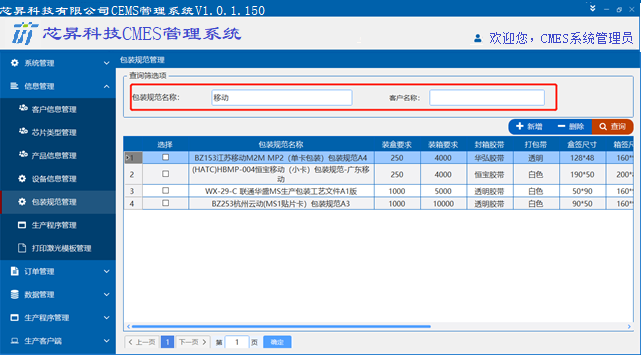 芯昇科技有限公司CEMS管理系统V1.0.1.150
芯昇科技CMES管理系统
欢迎您，CMES系统管理员
系统管理
信息管理
客户信息管理
芯片类型管理
产品信息管理
设备信息管理
包装规范管理
生产程序管理
打印激光模板管理
订单管理
数据管理
生产程序管理
生产客户端
包装规范管理
查询筛选项
包装规范名称： 移动 客户名称：
新增 删除 查询
选择 包装规范名称 装盒要求 装箱要求 封箱胶带 打包带 盒签尺寸 箱签尺
1 BZ153江苏移动M2M MP2（单卡包装）包装规范A4 250 4000 华弘胶带 透明 128*48 160*
2 (HATC)HBMP-004恒宝移动（小卡）包装规范-广东移动 250 4000 恒宝胶带 白色 190*50 200*
3 WX-29-C 联通华盛MS生产包装工艺文件A1版 1000 5000 透明胶带 白色 50*90 160*
4 BZ253杭州云动(MS1贴片卡）包装规范A3 1000 10000 透明胶带 白色 90*50 160*
上一页 1 下一页 第 1 页 确定